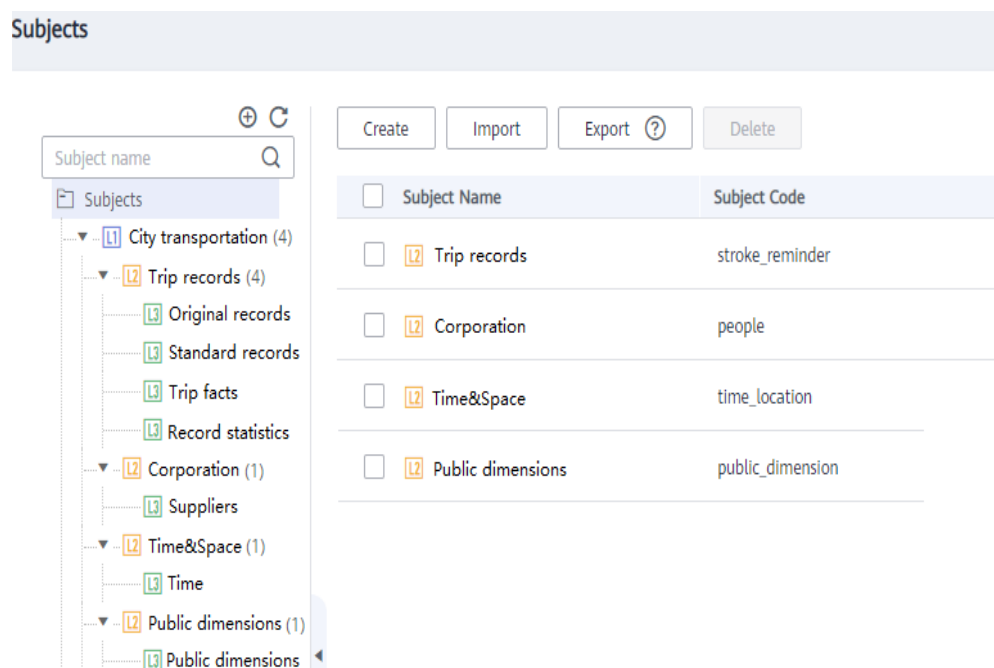 Subjects
Subject name
Subjects
L1 City transportation (4)
L2 Trip records (4)
L3 Original records
L3 Standard records
L3 Trip facts
L3 Record statistics
L2 Corporation (1)
L3 Suppliers
L2 Time&Space (1)
L3 Time
L2 Public dimensions (1)
L3 Public dimensions
Create Import Export ? Delete
Subject Name Subject Code
L2 Trip records stroke_reminder
L2 Corporation people
L2 Time&Space time_location
L2 Public dimensions public_dimension